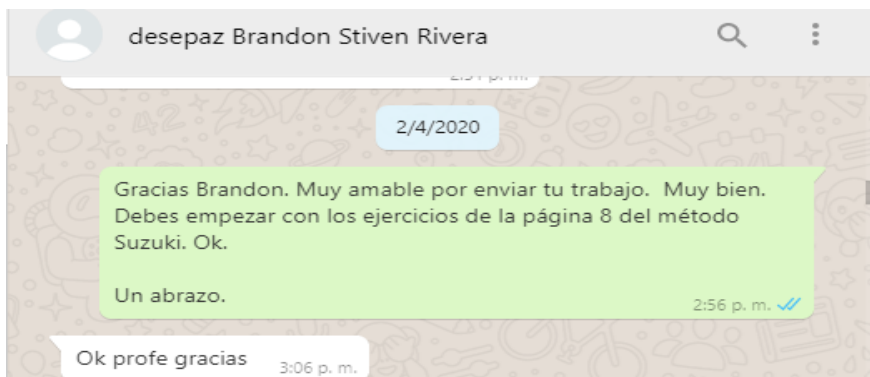 desepaz Brandon Stiven Rivera
2/4/2020
Gracias Brandon. Muy amable por enviar tu trabajo.  Muy bien.
Debes empezar con los ejercicios de la página 8 del método
Suzuki. Ok.
Un abrazo.
2:56 p. m.
Ok profe gracias
3:06 p. m.